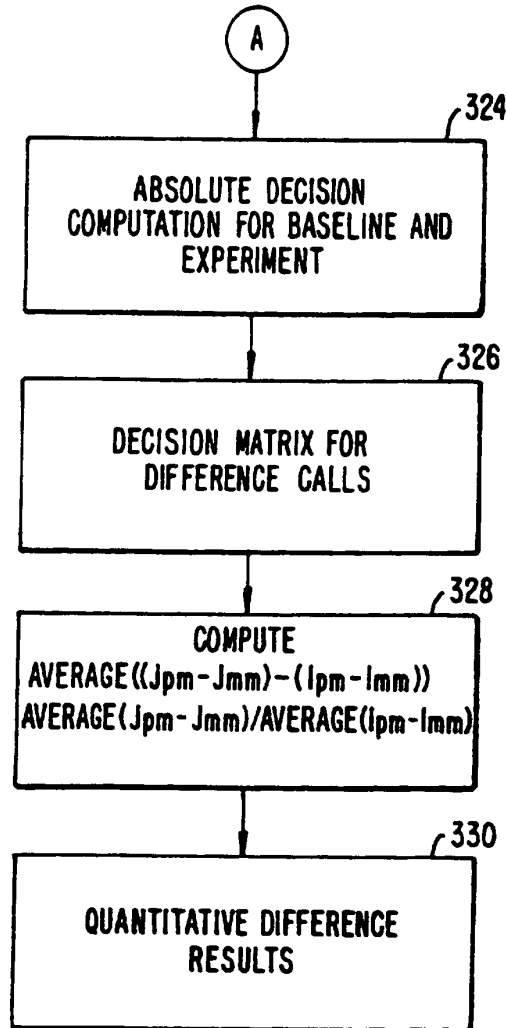 A
324
ABSOLUTE DECISION
COMPUTATION FOR BASELINE AND
EXPERIMENT
326
DECISION MATRIX FOR
DIFFERENCE CALLS
328
COMPUTE
AVERAGE((Jpm-Jmm)-(Ipm-Imm))
AVERAGE(Jpm-Jmm)/AVERAGE(Ipm-Imm)
330
QUANTITATIVE DIFFERENCE
RESULTS